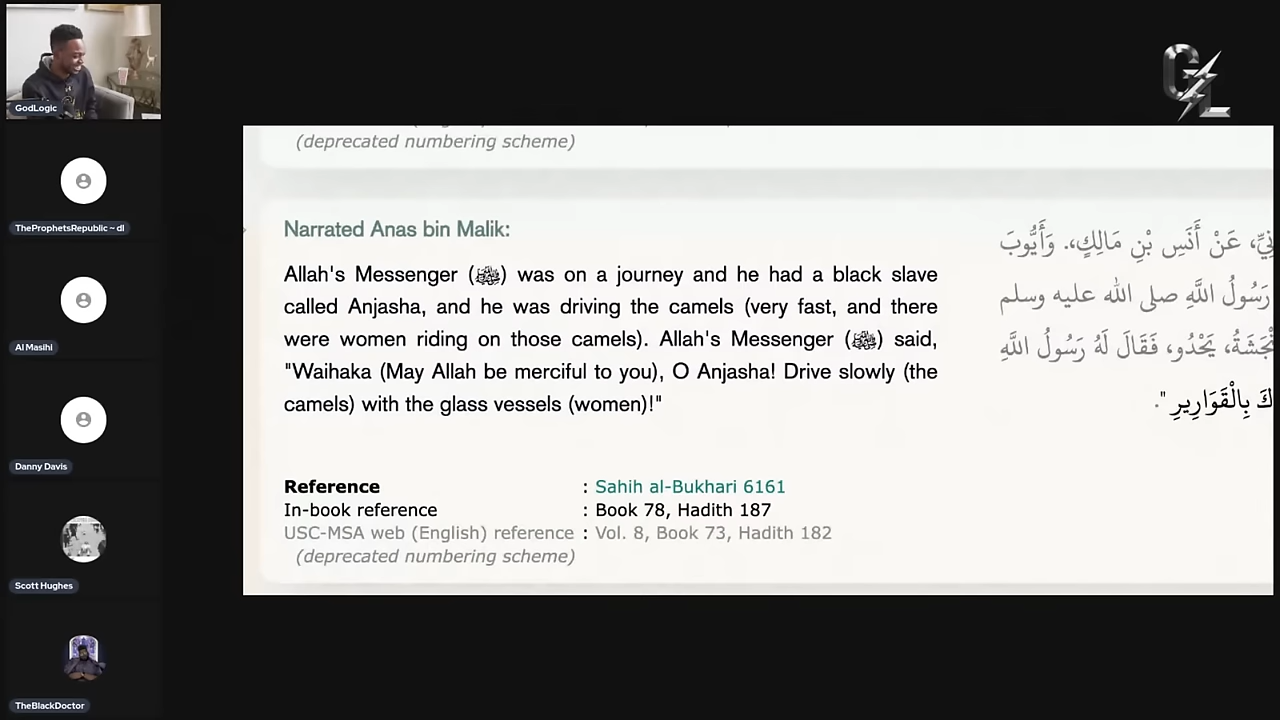 GodLogic
TheProphetsRepublic ~ dl
Al Masihi
Danny Davis
Scott Hughes
TheBlackDoctor
GL
(deprecated numbering scheme)
Narrated Anas bin Malik:
Allah's Messenger (ﷺ) was on a journey and he had a black slave
called Anjasha, and he was driving the camels (very fast, and there
were women riding on those camels). Allah's Messenger (ﷺ) said,
"Waihaka (May Allah be merciful to you), O Anjasha! Drive slowly (the
camels) with the glass vessels (women)!"
عَنْ أَنَسِ بْنِ مَالِكٍ، وَأَيُّوبَ
رَسُولُ اللَّهِ صلى الله عليه وسلم
يَحْدُو، فَقَالَ لَهُ رَسُولُ اللَّهِ
بِالْقَوَارِيرِ ‏"‏‏.‏
Reference : Sahih al-Bukhari 6161
In-book reference : Book 78, Hadith 187
USC-MSA web (English) reference : Vol. 8, Book 73, Hadith 182
(deprecated numbering scheme)